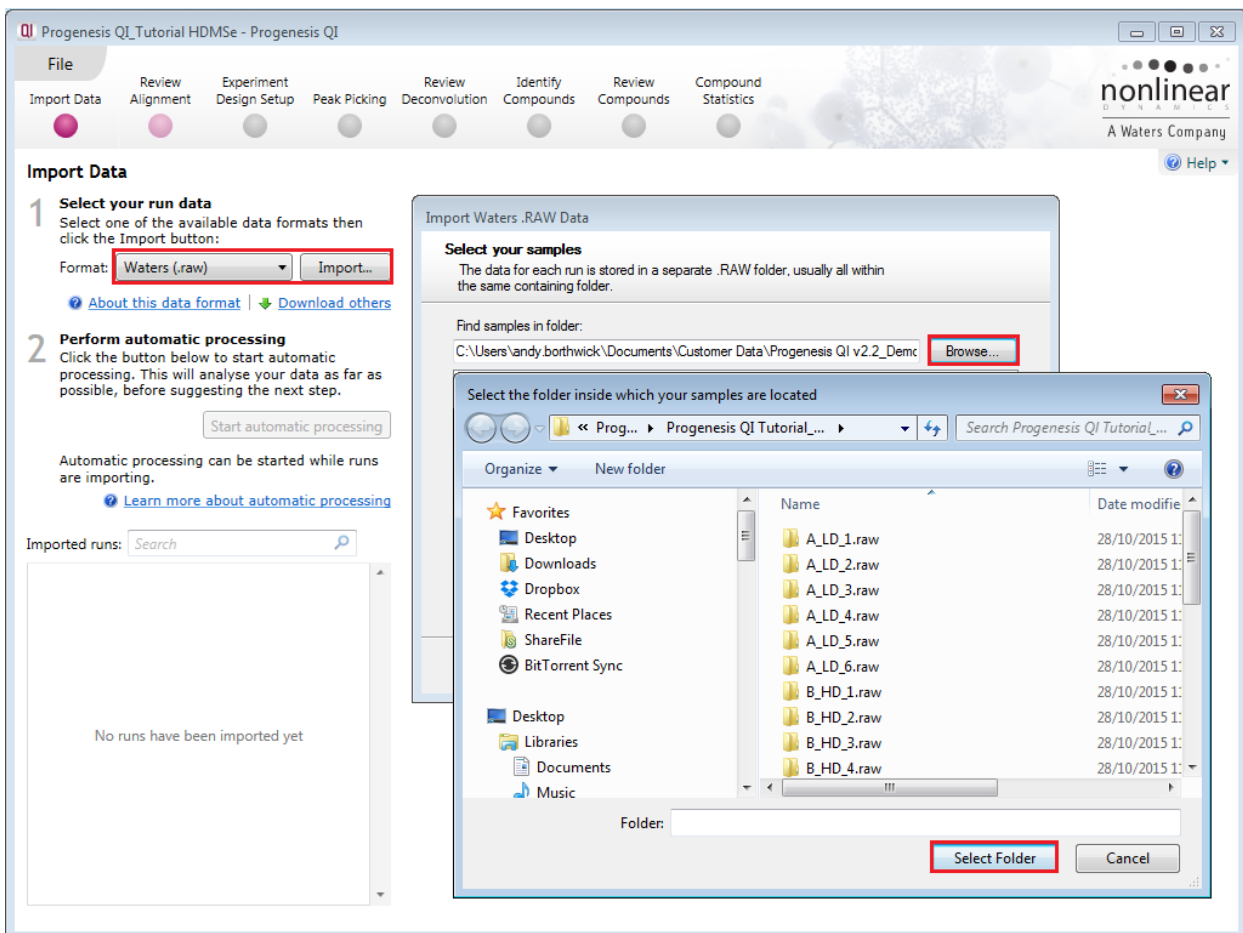 Progenesis QI_Tutorial HDMSe - Progenesis QI
File
Import Data
Review Alignment
Experiment Design Setup
Peak Picking
Review Deconvolution
Identify Compounds
Review Compounds
Compound Statistics
nonlinear
DYNAMICS
A Waters Company
Help
Import Data
1 Select your run data
Select one of the available data formats then
click the Import button:
Format: Waters (.raw) Import...
About this data format | Download others
2 Perform automatic processing
Click the button below to start automatic
processing. This will analyse your data as far as
possible, before suggesting the next step.
Start automatic processing
Automatic processing can be started while runs
are importing.
Learn more about automatic processing
Imported runs: Search
No runs have been imported yet
Import Waters .RAW Data
Select your samples
The data for each run is stored in a separate .RAW folder, usually all within
the same containing folder.
Find samples in folder:
C:\Users\andy.borthwick\Documents\Customer Data\Progenesis QI v2.2_Demc Browse...
Select the folder inside which your samples are located
« Prog... Progenesis QI Tutorial_... Search Progenesis QI Tutorial_...
Organize New folder
Favorites
Desktop
Downloads
Dropbox
Recent Places
ShareFile
BitTorrent Sync
Desktop
Libraries
Documents
Music
Name Date modifie
A_LD_1.raw 28/10/2015 11
A_LD_2.raw 28/10/2015 11
A_LD_3.raw 28/10/2015 11
A_LD_4.raw 28/10/2015 11
A_LD_5.raw 28/10/2015 11
A_LD_6.raw 28/10/2015 11
B_HD_1.raw 28/10/2015 11
B_HD_2.raw 28/10/2015 11
B_HD_3.raw 28/10/2015 11
B_HD_4.raw 28/10/2015 11
Folder:
Select Folder Cancel